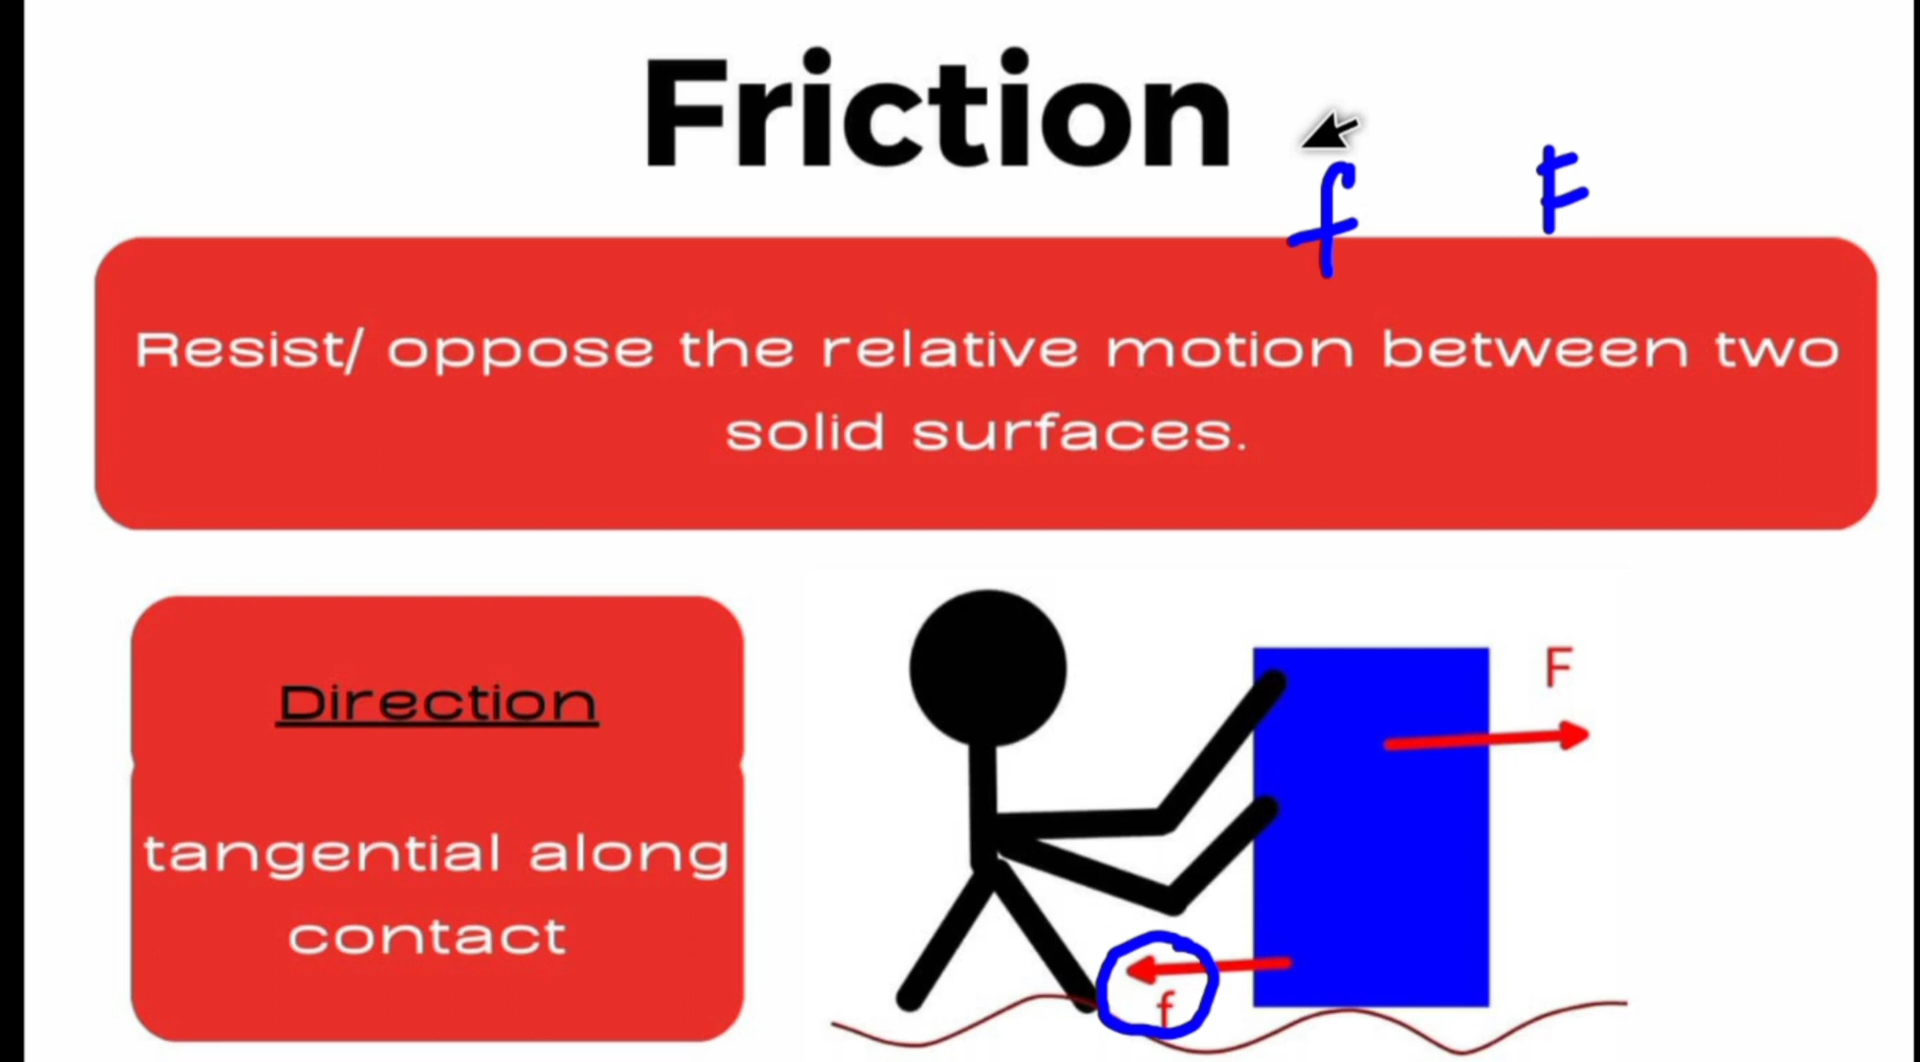 Friction
f
F
Resist/ oppose the relative motion between two
solid surfaces.
Direction
tangential along
contact
F
f